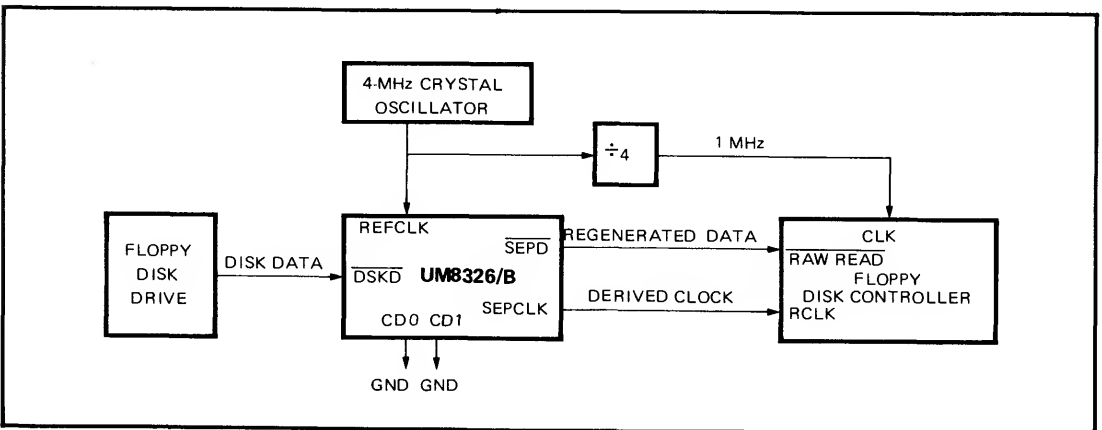 4-MHz CRYSTAL
OSCILLATOR
÷4
1 MHz
FLOPPY
DISK
DRIVE
DISK DATA
REFCLK
SEPD
DSKD
UM8326/B
SEPCLK
CD0 CD1
GND GND
REGENERATED DATA
DERIVED CLOCK
CLK
RAW READ
FLOPPY
DISK CONTROLLER
RCLK